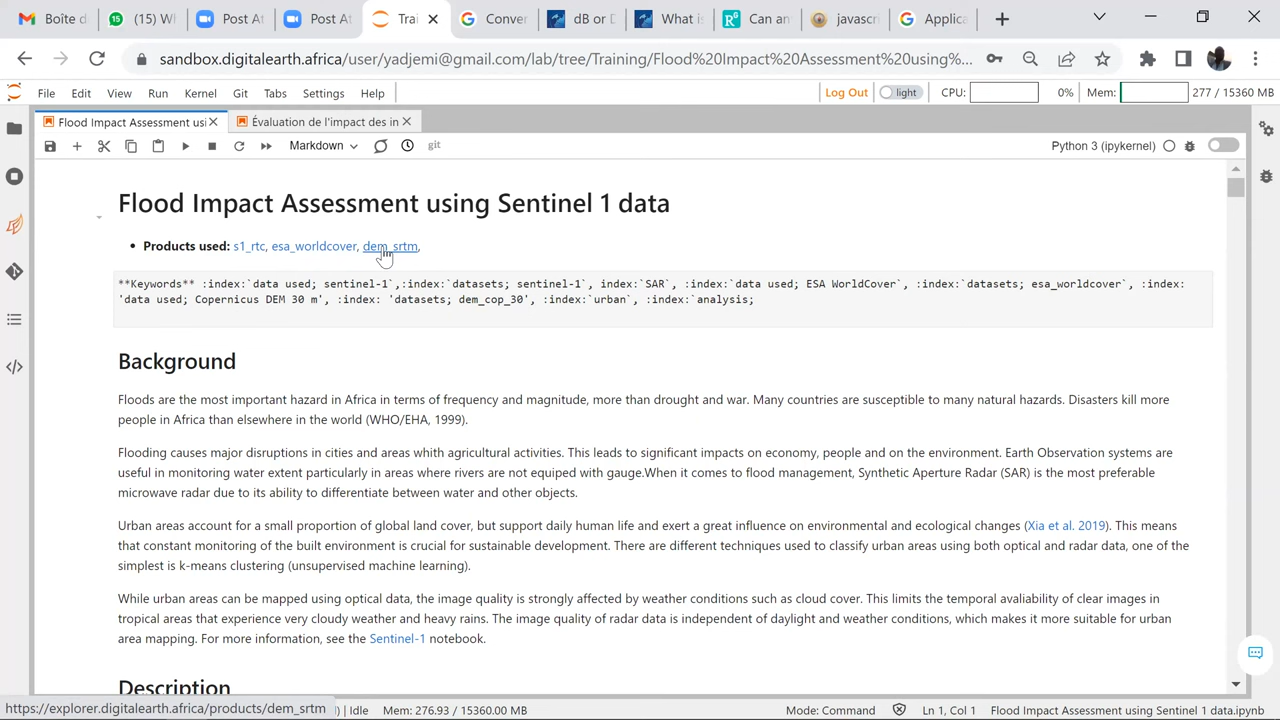 Boîte d
(15) W
Post At
Post At
Trai
Conver
dB or D
What is
Can an
javascri
Applica
sandbox.digitalearth.africa/user/yadjemi@gmail.com/lab/tree/Training/Flood%20Impact%20Assessment%20using%...
File Edit View Run Kernel Git Tabs Settings Help
Log Out light CPU: 0% Mem: 277 / 15360 MB
Flood Impact Assessment usi
Évaluation de l'impact des in
Markdown git Python 3 (ipykernel)
Flood Impact Assessment using Sentinel 1 data
• Products used: s1_rtc, esa_worldcover, dem_srtm,
**Keywords** :index:`data used; sentinel-1`,:index:`datasets; sentinel-1`, index:`SAR`, :index:`data used; ESA WorldCover`, :index:`datasets; esa_worldcover`, :index:
'data used; Copernicus DEM 30 m', :index: 'datasets; dem_cop_30', :index:`urban`, :index:`analysis;
Background
Floods are the most important hazard in Africa in terms of frequency and magnitude, more than drought and war. Many countries are susceptible to many natural hazards. Disasters kill more
people in Africa than elsewhere in the world (WHO/EHA, 1999).
Flooding causes major disruptions in cities and areas whith agricultural activities. This leads to significant impacts on economy, people and on the environment. Earth Observation systems are
useful in monitoring water extent particularly in areas where rivers are not equiped with gauge.When it comes to flood management, Synthetic Aperture Radar (SAR) is the most preferable
microwave radar due to its ability to differentiate between water and other objects.
Urban areas account for a small proportion of global land cover, but support daily human life and exert a great influence on environmental and ecological changes (Xia et al. 2019). This means
that constant monitoring of the built environment is crucial for sustainable development. There are different techniques used to classify urban areas using both optical and radar data, one of the
simplest is k-means clustering (unsupervised machine learning).
While urban areas can be mapped using optical data, the image quality is strongly affected by weather conditions such as cloud cover. This limits the temporal avaliability of clear images in
tropical areas that experience very cloudy weather and heavy rains. The image quality of radar data is independent of daylight and weather conditions, which makes it more suitable for urban
area mapping. For more information, see the Sentinel-1 notebook.
Description
https://explorer.digitalearth.africa/products/dem_srtm | Idle Mem: 276.93 / 15360.00 MB Mode: Command Ln 1, Col 1 Flood Impact Assessment using Sentinel 1 data.ipynb